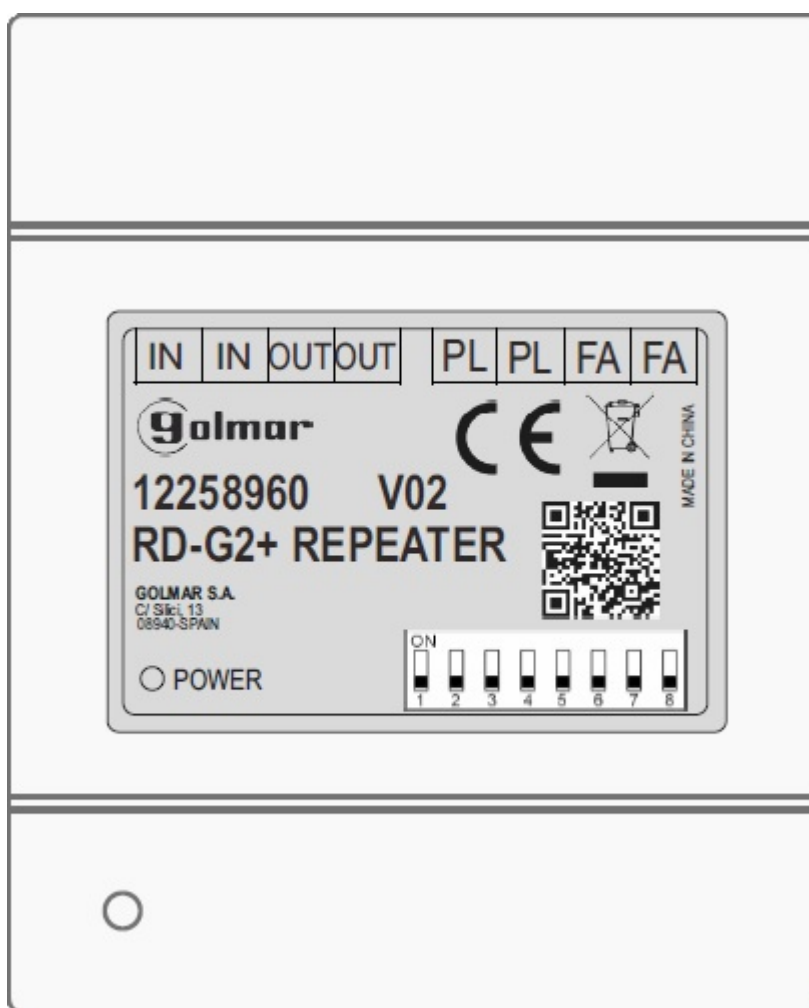 IN IN OUT OUT PL PL FA FA
golmar
CE
MADE IN CHINA
12258960 V02
RD-G2+ REPEATER
GOLMAR S.A.
C/ Silici, 13
08940-SPAIN
POWER
ON
1 2 3 4 5 6 7 8